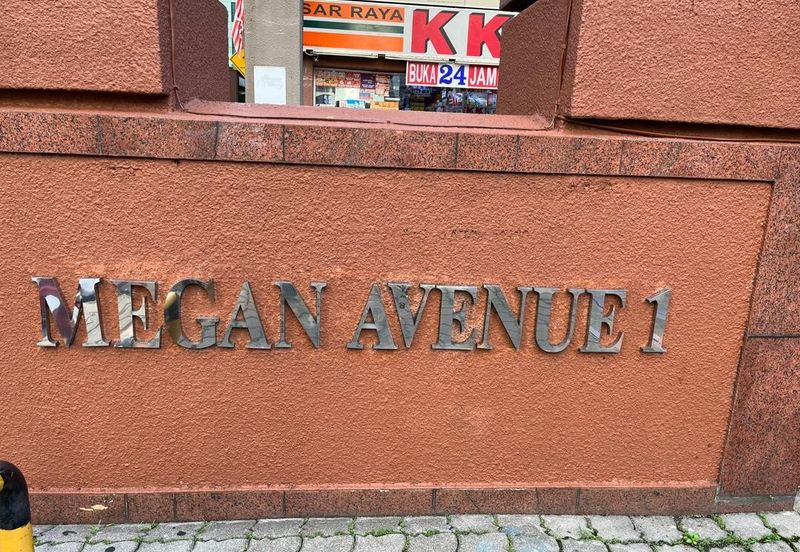 SAR RAYA
KK
BUKA 24 JAM
MEGAN AVENUE 1